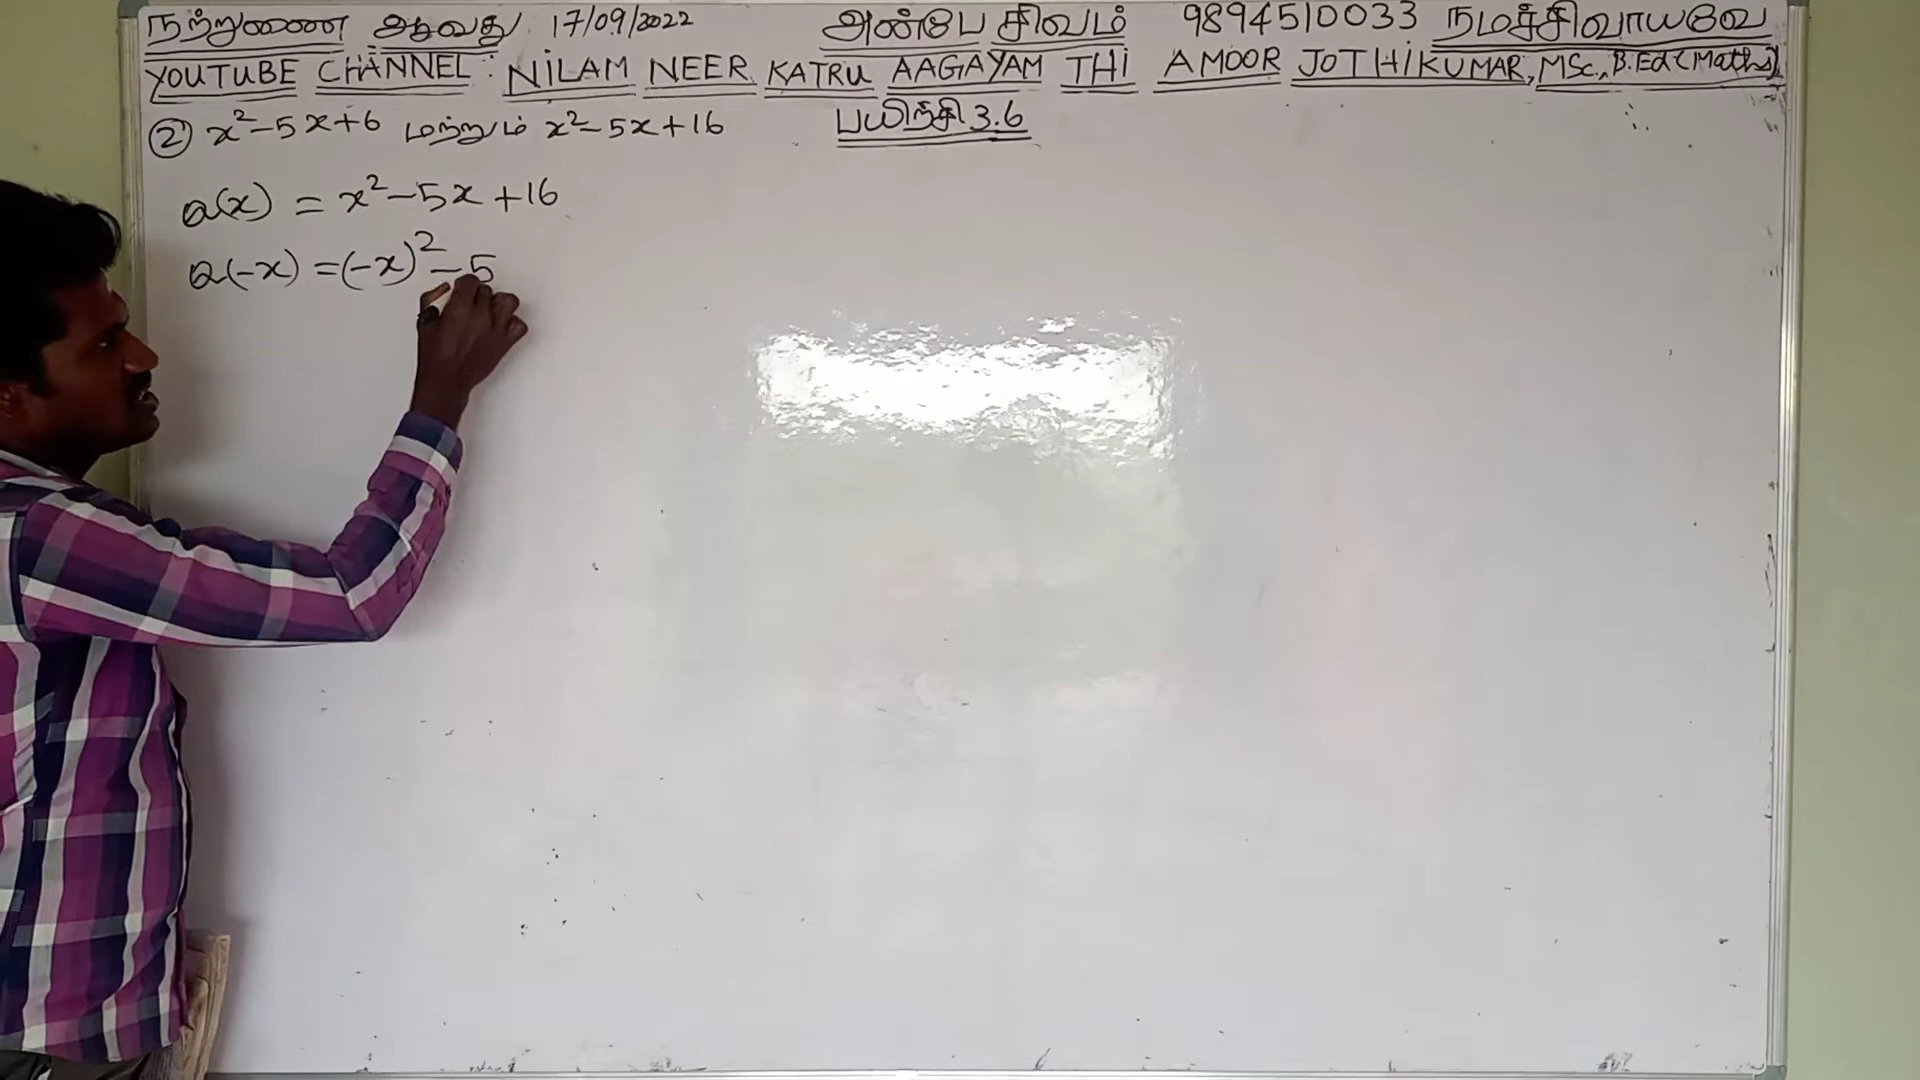 நற்றுணை ஆவது 17/09/2022 அன்பே சிவம் 9894510033 நமச்சிவாயவே
YOUTUBE CHANNEL : NILAM NEER KATRU AAGAYAM THI AMOOR JOTHIKUMAR, MSc., B.Ed (Maths)
② x²-5x+6 மற்றும் x²-5x+16 பயிற்சி 3.6
a(x) = x²-5x+16
a(-x) = (-x)²-5